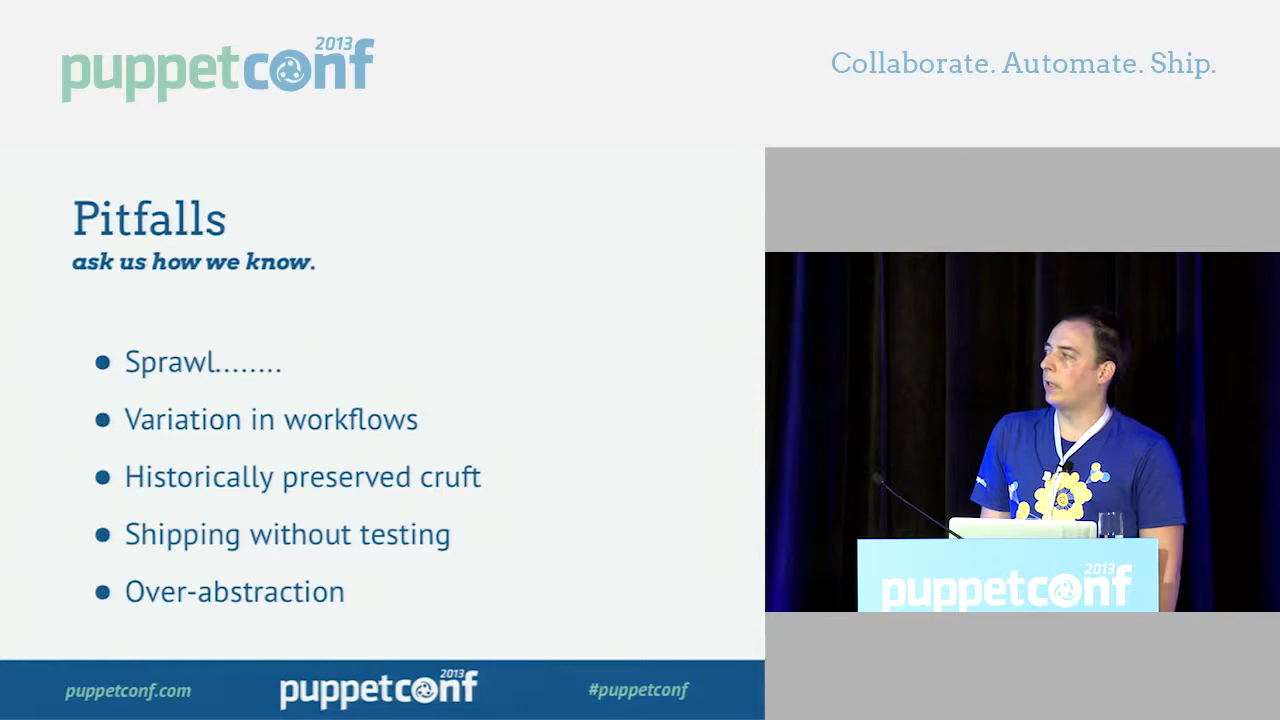 puppetconf 2013
Collaborate. Automate. Ship.
Pitfalls
ask us how we know.
Sprawl........
Variation in workflows
Historically preserved cruft
Shipping without testing
Over-abstraction
puppetconf 2013
puppetconf.com
puppetconf 2013
#puppetconf